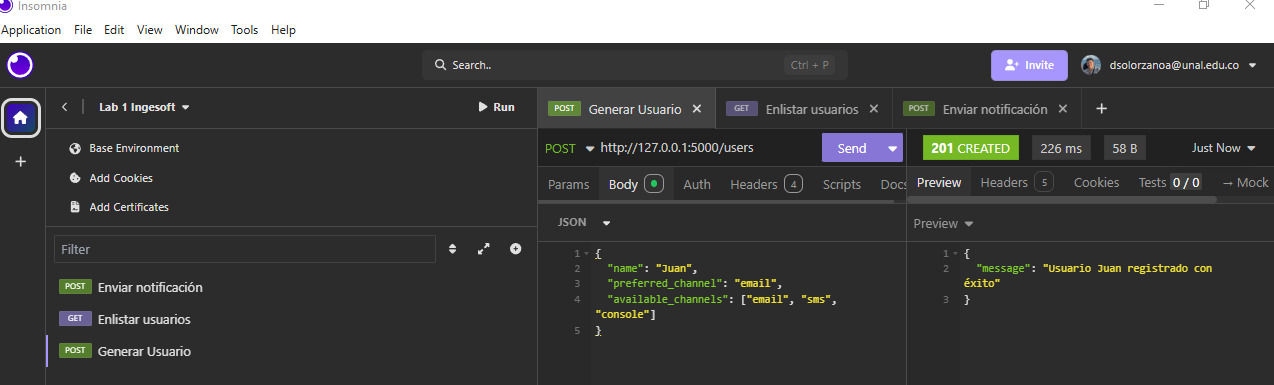 Insomnia
Application File Edit View Window Tools Help
Search.. Ctrl + P
Invite
dsolorzanoa@unal.edu.co
Lab 1 Ingesoft
Run
Base Environment
Add Cookies
Add Certificates
Filter
POST Enviar notificación
GET Enlistar usuarios
POST Generar Usuario
POST Generar Usuario
GET Enlistar usuarios
POST Enviar notificación
POST http://127.0.0.1:5000/users Send
Params Body Auth Headers 4 Scripts Docs
JSON
1 {
2 "name": "Juan",
3 "preferred_channel": "email",
4 "available_channels": ["email", "sms",
"console"]
5 }
201 CREATED 226 ms 58 B Just Now
Preview Headers 5 Cookies Tests 0 / 0 → Mock
Preview
1 {
2 "message": "Usuario Juan registrado con
éxito"
3 }